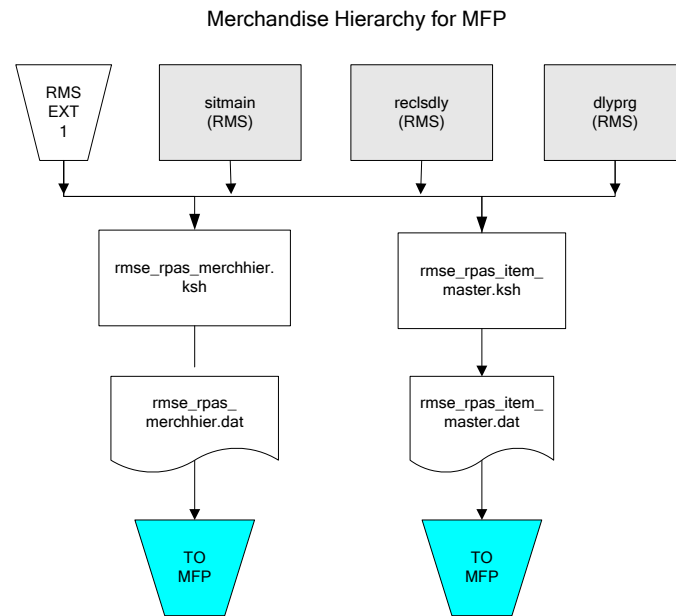 Merchandise Hierarchy for MFP
RMS
EXT
1
sitmain
(RMS)
reclsdly
(RMS)
dlyprg
(RMS)
rmse_rpas_merchhier.
ksh
rmse_rpas_item_
master.ksh
rmse_rpas_
merchhier.dat
rmse_rpas_item_
master.dat
TO
MFP
TO
MFP